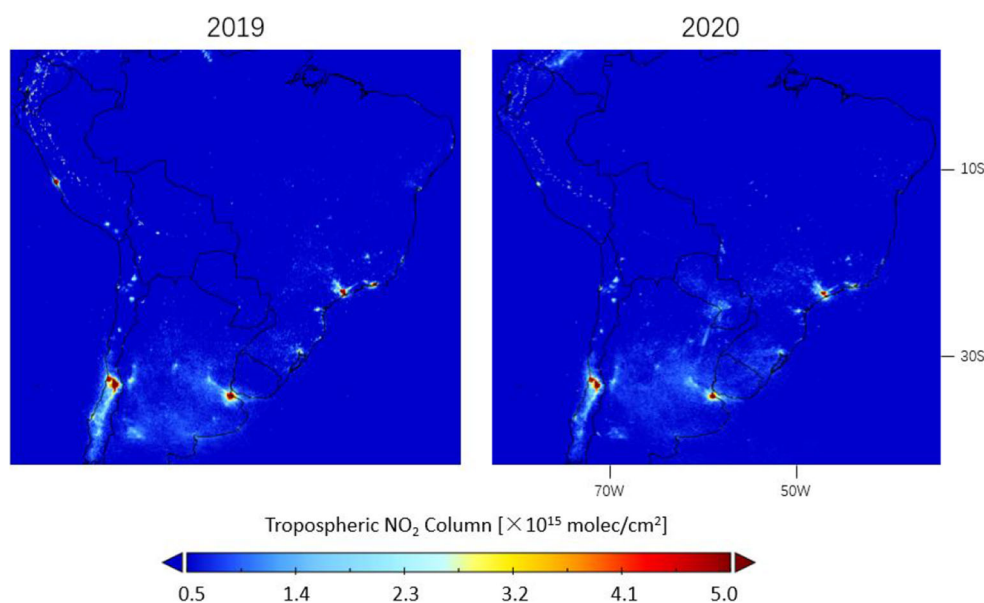 2019
2020
10S
30S
70W
50W
Tropospheric NO₂ Column [×10¹⁵ molec/cm²]
0.5
1.4
2.3
3.2
4.1
5.0